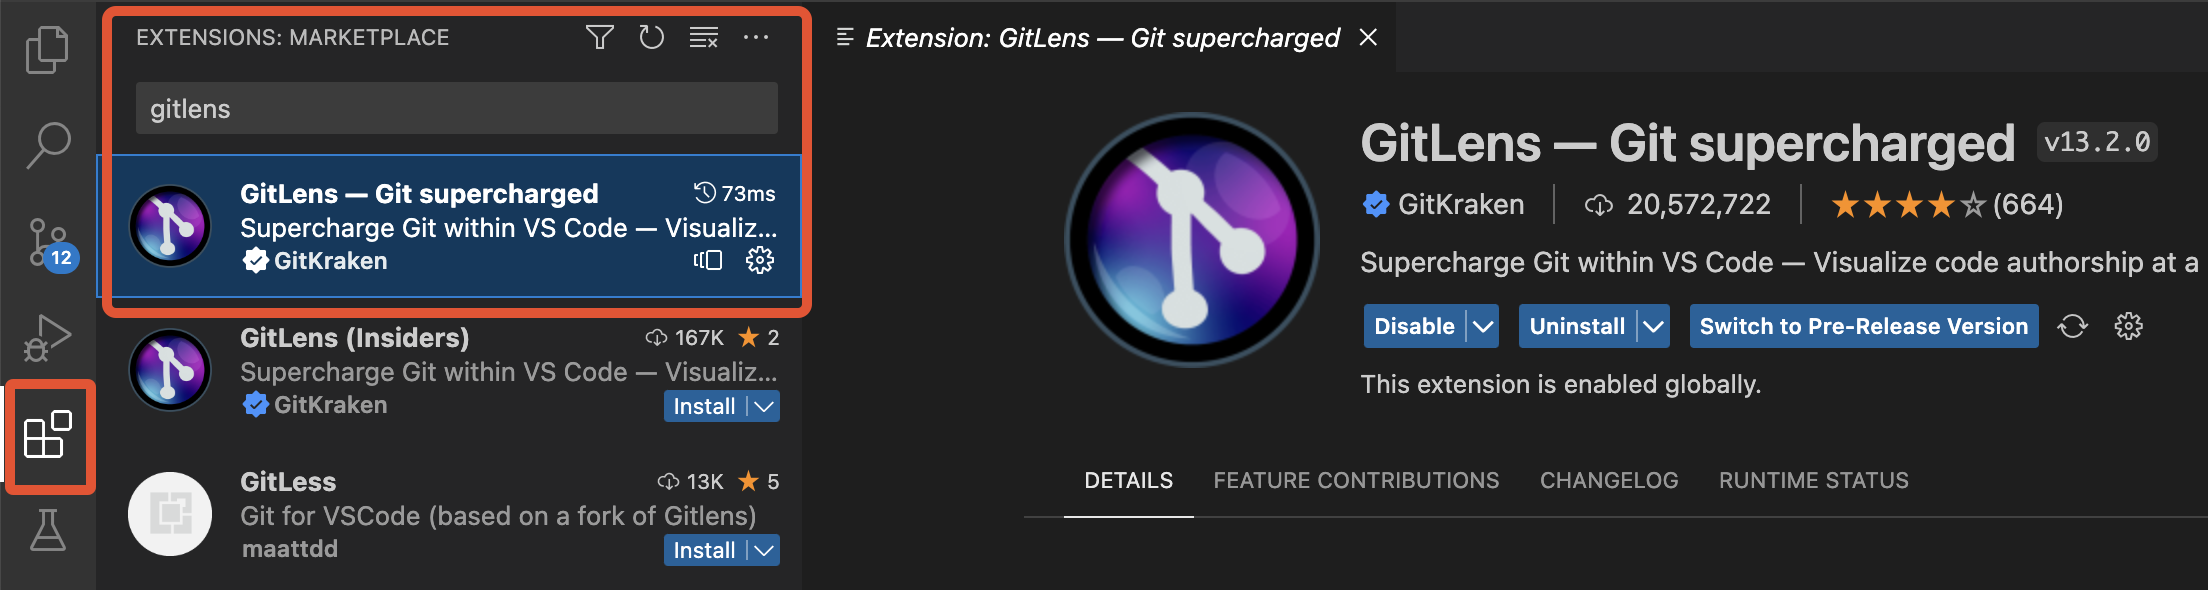 EXTENSIONS: MARKETPLACE
gitlens
GitLens — Git supercharged 73ms
Supercharge Git within VS Code — Visualiz...
GitKraken
GitLens (Insiders) 167K 2
Supercharge Git within VS Code — Visualiz...
GitKraken Install
GitLess 13K 5
Git for VSCode (based on a fork of Gitlens)
maattdd Install
12
Extension: GitLens — Git supercharged
GitLens — Git supercharged v13.2.0
GitKraken 20,572,722 (664)
Supercharge Git within VS Code — Visualize code authorship at a
Disable Uninstall Switch to Pre-Release Version
This extension is enabled globally.
DETAILS FEATURE CONTRIBUTIONS CHANGELOG RUNTIME STATUS